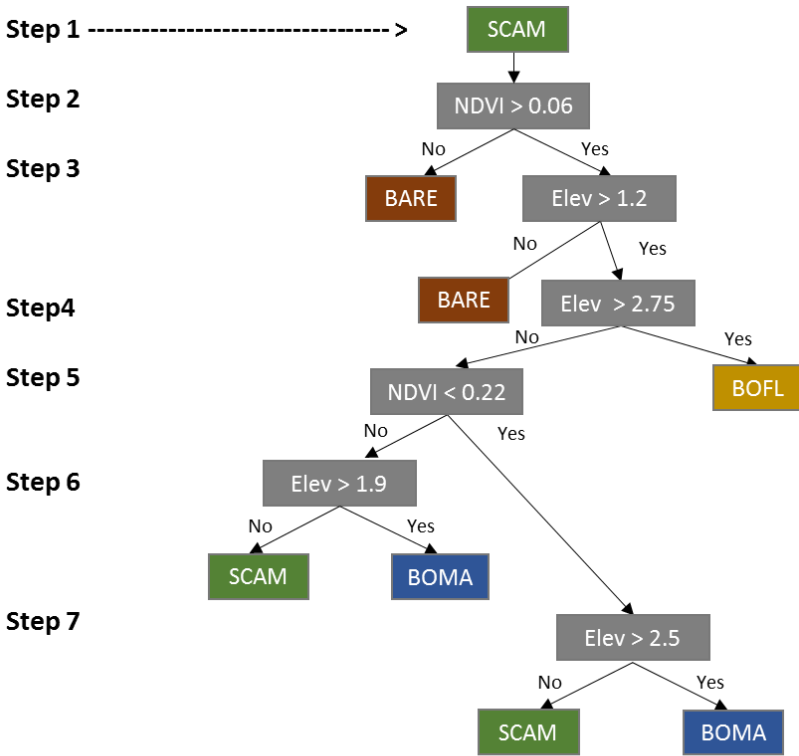 Step 1 ------------------------------ > SCAM
Step 2 NDVI > 0.06
No Yes
Step 3 BARE Elev > 1.2
No Yes
Step4 BARE Elev > 2.75
No Yes
Step 5 NDVI < 0.22 BOFL
No Yes
Step 6 Elev > 1.9
No Yes
SCAM BOMA
Step 7 Elev > 2.5
No Yes
SCAM BOMA